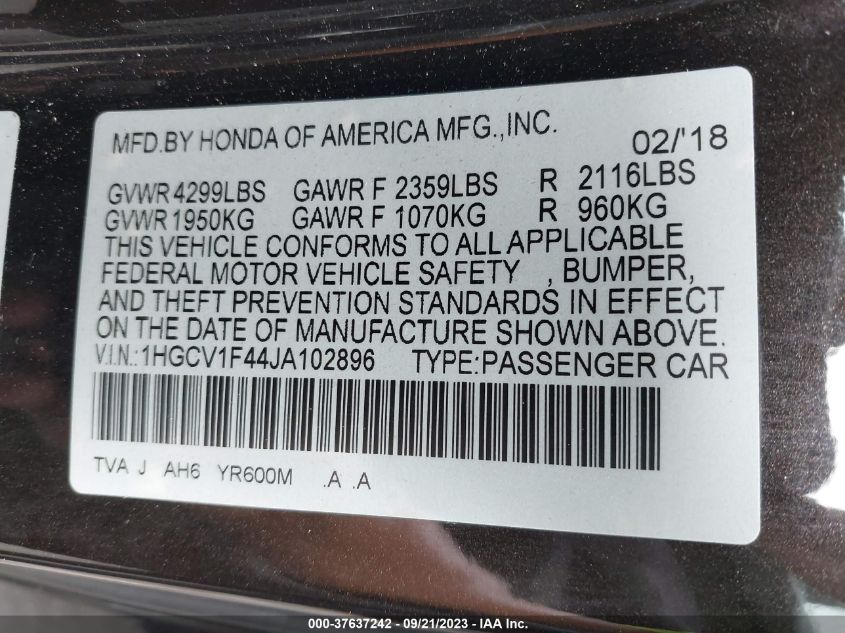 MFD.BY HONDA OF AMERICA MFG.,INC. 02/'18
GVWR 4299LBS GAWR F 2359LBS R 2116LBS
GVWR 1950KG GAWR F 1070KG R 960KG
THIS VEHICLE CONFORMS TO ALL APPLICABLE
FEDERAL MOTOR VEHICLE SAFETY , BUMPER,
AND THEFT PREVENTION STANDARDS IN EFFECT
ON THE DATE OF MANUFACTURE SHOWN ABOVE.
V.I.N.:1HGCV1F44JA102896 TYPE:PASSENGER CAR
TVA J AH6 YR600M .A .A
000-37637242 - 09/21/2023 - IAA Inc.